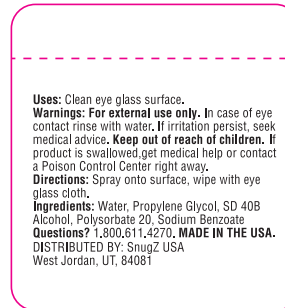 Uses: Clean eye glass surface.
Warnings: For external use only. In case of eye
contact rinse with water. If irritation persist, seek
medical advice. Keep out of reach of children. If
product is swallowed,get medical help or contact
a Poison Control Center right away.
Directions: Spray onto surface, wipe with eye
glass cloth.
Ingredients: Water, Propylene Glycol, SD 40B
Alcohol, Polysorbate 20, Sodium Benzoate
Questions? 1.800.611.4270. MADE IN THE USA.
DISTRIBUTED BY: SnugZ USA
West Jordan, UT, 84081